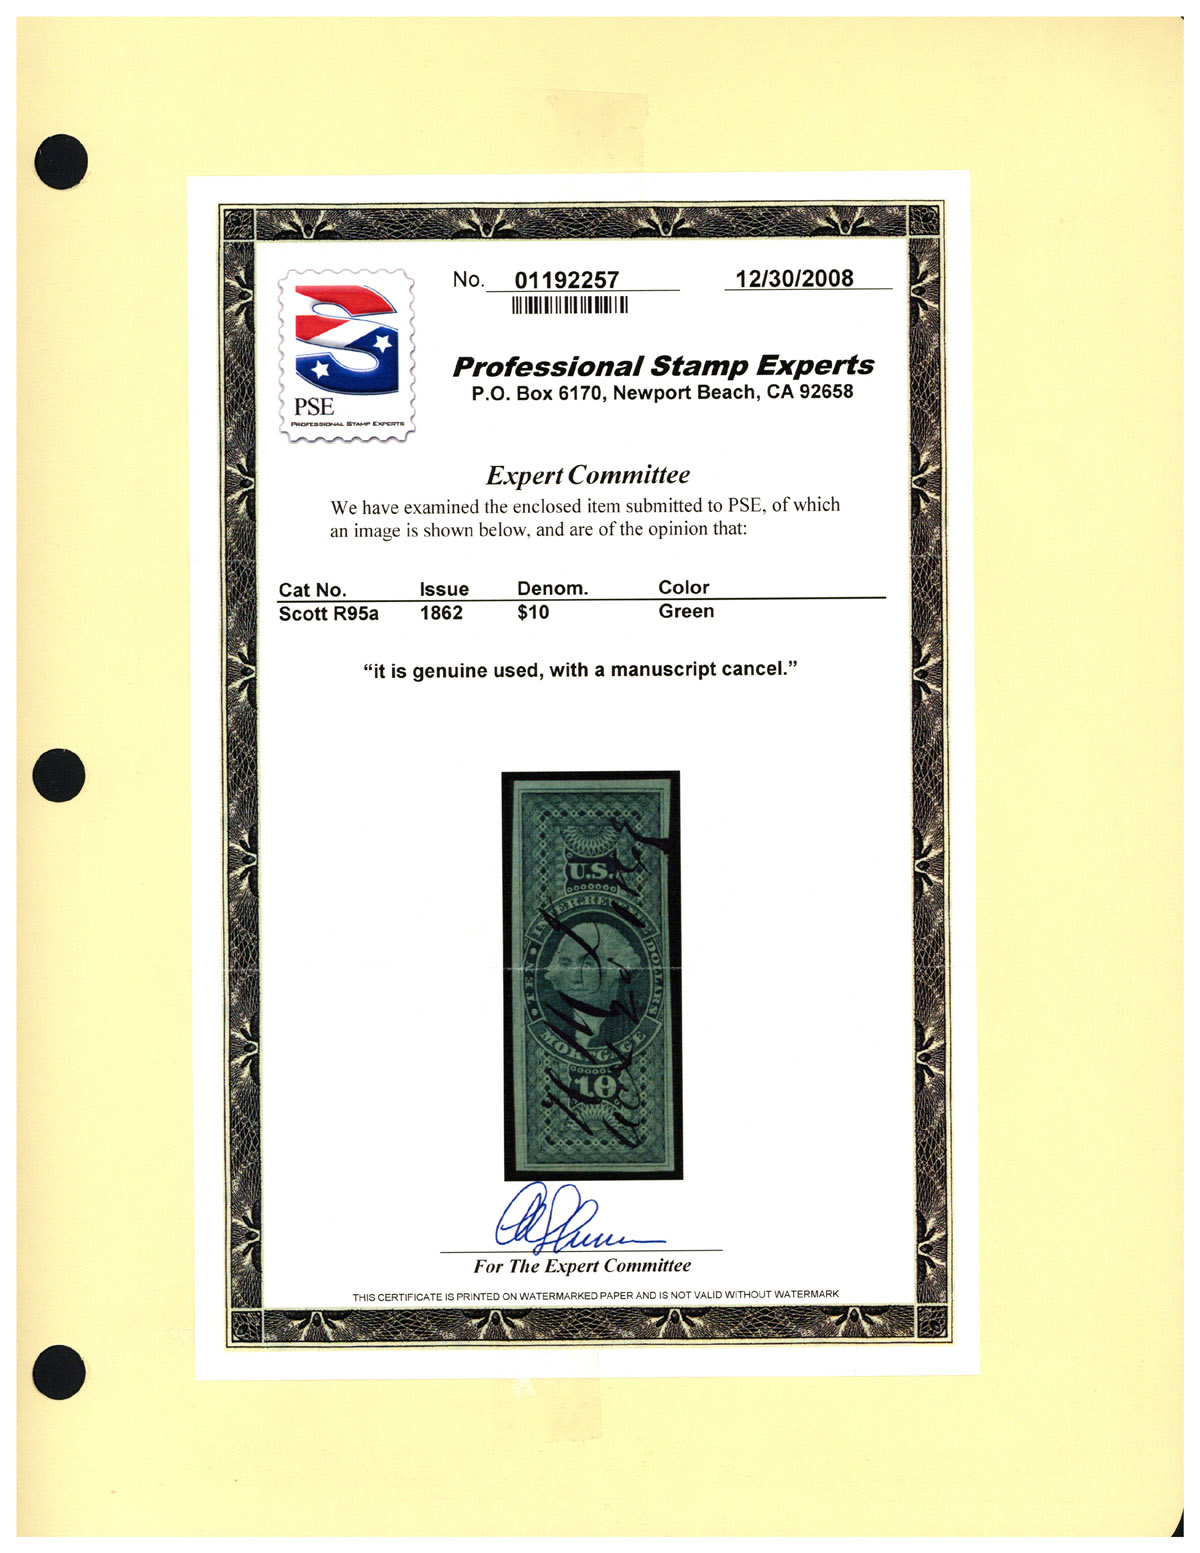 No. 01192257 12/30/2008
PSE
PROFESSIONAL STAMP EXPERTS
Professional Stamp Experts
P.O. Box 6170, Newport Beach, CA 92658
Expert Committee
We have examined the enclosed item submitted to PSE, of which
an image is shown below, and are of the opinion that:
Cat No. Issue Denom. Color
Scott R95a 1862 $10 Green
“it is genuine used, with a manuscript cancel.”
U.S.
INTER. REVENUE
TEN DOLLARS
MORTGAGE
10
For The Expert Committee
THIS CERTIFICATE IS PRINTED ON WATERMARKED PAPER AND IS NOT VALID WITHOUT WATERMARK